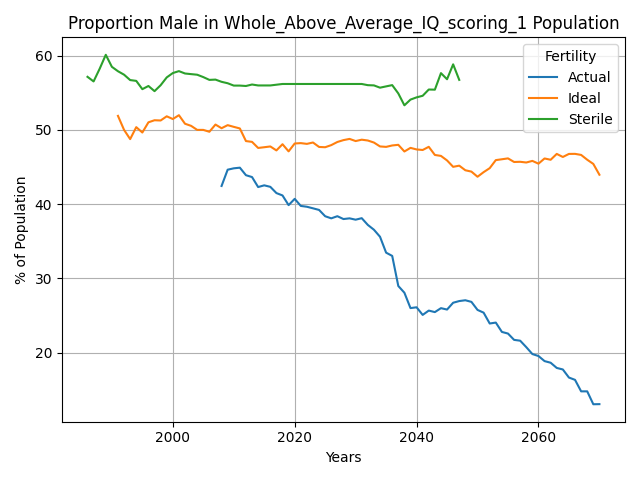 Proportion Male in Whole_Above_Average_IQ_scoring_1 Population
% of Population
60
50
40
30
20
2000
2020
2040
2060
Years
Fertility
Actual
Ideal
Sterile